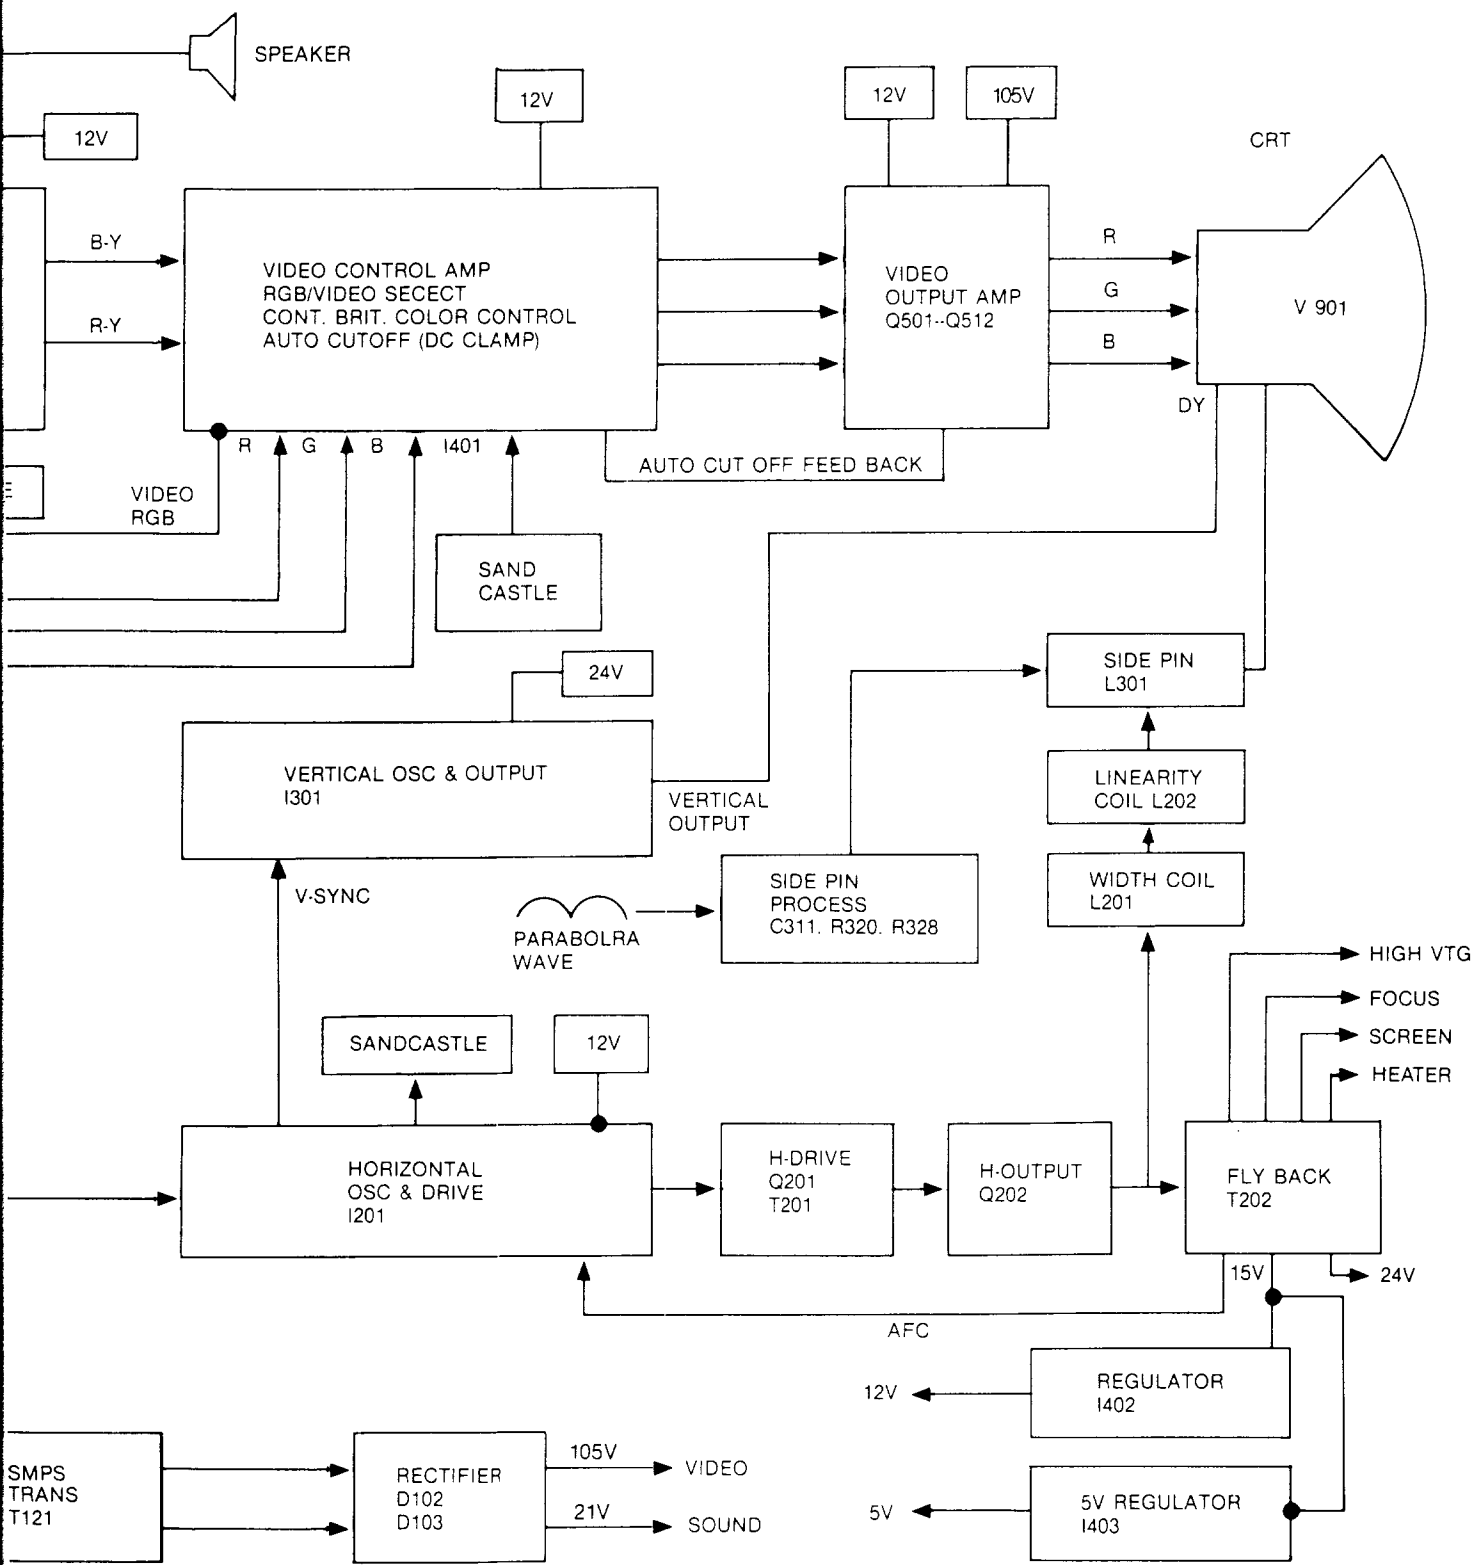 SPEAKER
12V
12V
12V
105V
CRT
B-Y
R-Y
VIDEO CONTROL AMP
RGB/VIDEO SECECT
CONT. BRIT. COLOR CONTROL
AUTO CUTOFF (DC CLAMP)
VIDEO
OUTPUT AMP
Q501--Q512
R
G
B
V 901
DY
R
G
B
I401
AUTO CUT OFF FEED BACK
VIDEO
RGB
SAND
CASTLE
24V
SIDE PIN
L301
VERTICAL OSC & OUTPUT
I301
VERTICAL
OUTPUT
LINEARITY
COIL L202
V-SYNC
PARABOLRA
WAVE
SIDE PIN
PROCESS
C311. R320. R328
WIDTH COIL
L201
HIGH VTG
FOCUS
SCREEN
HEATER
SANDCASTLE
12V
HORIZONTAL
OSC & DRIVE
I201
H-DRIVE
Q201
T201
H-OUTPUT
Q202
FLY BACK
T202
15V
24V
AFC
12V
REGULATOR
I402
SMPS
TRANS
T121
RECTIFIER
D102
D103
105V
VIDEO
21V
SOUND
5V
5V REGULATOR
I403